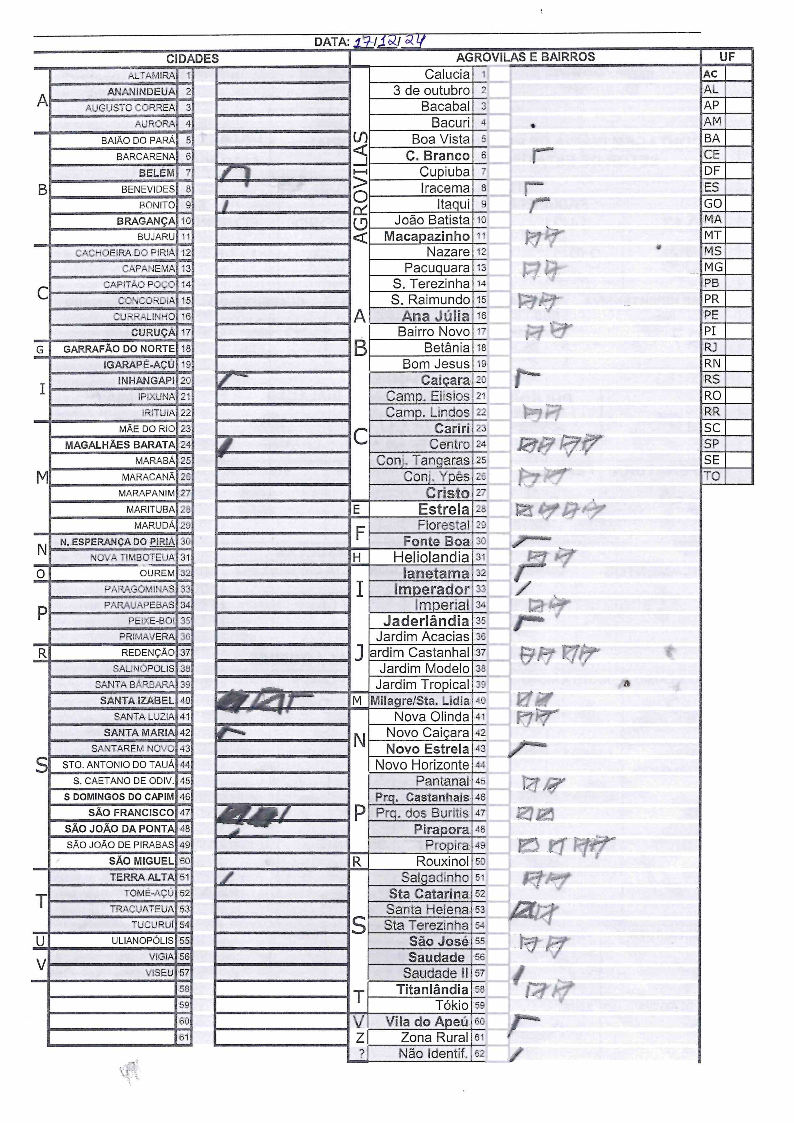 DATA: 17/12/24
CIDADES
A
ALTAMIRA 1
ANANINDEUA 2
AUGUSTO CORREA 3
AURORA 4
B
BAIÃO DO PARÁ 5
BARCARENA 6
BELÉM 7
BENEVIDES 8
BONITO 9
BRAGANÇA 10
BUJARU 11
C
CACHOEIRA DO PIRIA 12
CAPANEMA 13
CAPITÃO POÇO 14
CONCORDIA 15
CURRALINHO 16
CURUÇA 17
G
GARRAFÃO DO NORTE 18
I
IGARAPÉ-AÇÚ 19
INHANGAPI 20
IPIXUNA 21
IRITUIA 22
M
MÃE DO RIO 23
MAGALHÃES BARATA 24
MARABÁ 25
MARACANÃ 26
MARAPANIM 27
MARITUBA 28
MARUDÁ 29
N
N. ESPERANÇA DO PIRIA 30
NOVA TIMBOTEUA 31
O
OUREM 32
P
PARAGOMINAS 33
PARAUAPEBAS 34
PEIXE-BOI 35
PRIMAVERA 36
R
REDENÇÃO 37
S
SALINÓPOLIS 38
SANTA BÁRBARA 39
SANTA IZABEL 40
SANTA LUZIA 41
SANTA MARIA 42
SANTARÉM NOVO 43
STO. ANTONIO DO TAUÁ 44
S. CAETANO DE ODIV. 45
S DOMINGOS DO CAPIM 46
SÃO FRANCISCO 47
SÃO JOÃO DA PONTA 48
SÃO JOÃO DE PIRABAS 49
SÃO MIGUEL 50
T
TERRA ALTA 51
TOMÉ-AÇÚ 52
TRACUATEUA 53
TUCURUÍ 54
U
ULIANOPÓLIS 55
V
VIGIA 56
VISEU 57
58
59
60
61
AGROVILAS E BAIRROS
AGROVILAS
Calucia 1
3 de outubro 2
Bacabal 3
Bacuri 4
Boa Vista 5
C. Branco 6
Cupiuba 7
Iracema 8
Itaqui 9
João Batista 10
Macapazinho 11
Nazare 12
Pacuquara 13
S. Terezinha 14
S. Raimundo 15
A
Ana Júlia 16
B
Bairro Novo 17
Betânia 18
Bom Jesus 19
C
Caiçara 20
Camp. Elisios 21
Camp. Lindos 22
Cariri 23
Centro 24
Conj. Tangaras 25
Conj. Ypês 26
Cristo 27
E
Estrela 28
F
Florestal 29
Fonte Boa 30
H
Heliolandia 31
I
Ianetama 32
Imperador 33
Imperial 34
J
Jaderlândia 35
Jardim Acacias 36
ardim Castanhal 37
Jardim Modelo 38
Jardim Tropical 39
M
Milagre/Sta. Lidia 40
N
Nova Olinda 41
Novo Caiçara 42
Novo Estrela 43
Novo Horizonte 44
P
Pantanal 45
Prq. Castanhais 46
Prq. dos Buritis 47
Pirapora 48
Propira 49
R
Rouxinol 50
S
Salgadinho 51
Sta Catarina 52
Santa Helena 53
Sta Terezinha 54
São José 55
Saudade 56
Saudade II 57
T
Titanlândia 58
Tókio 59
V
Vila do Apeú 60
Z
Zona Rural 61
?
Não Identif. 62
UF
AC
AL
AP
AM
BA
CE
DF
ES
GO
MA
MT
MS
MG
PB
PR
PE
PI
RJ
RN
RS
RO
RR
SC
SP
SE
TO